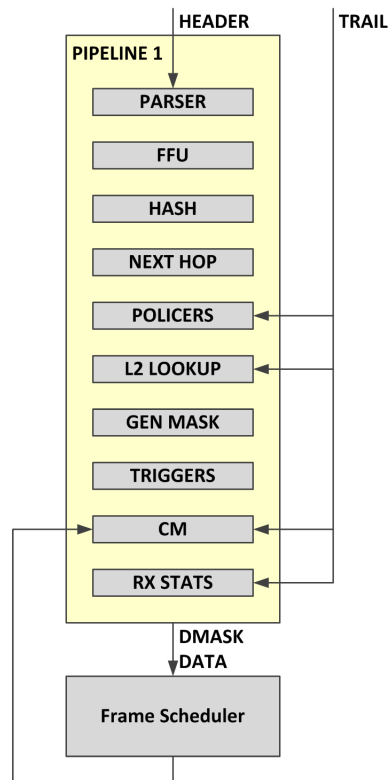 HEADER
TRAIL
PIPELINE 1
PARSER
FFU
HASH
NEXT HOP
POLICERS
L2 LOOKUP
GEN MASK
TRIGGERS
CM
RX STATS
DMASK
DATA
Frame Scheduler